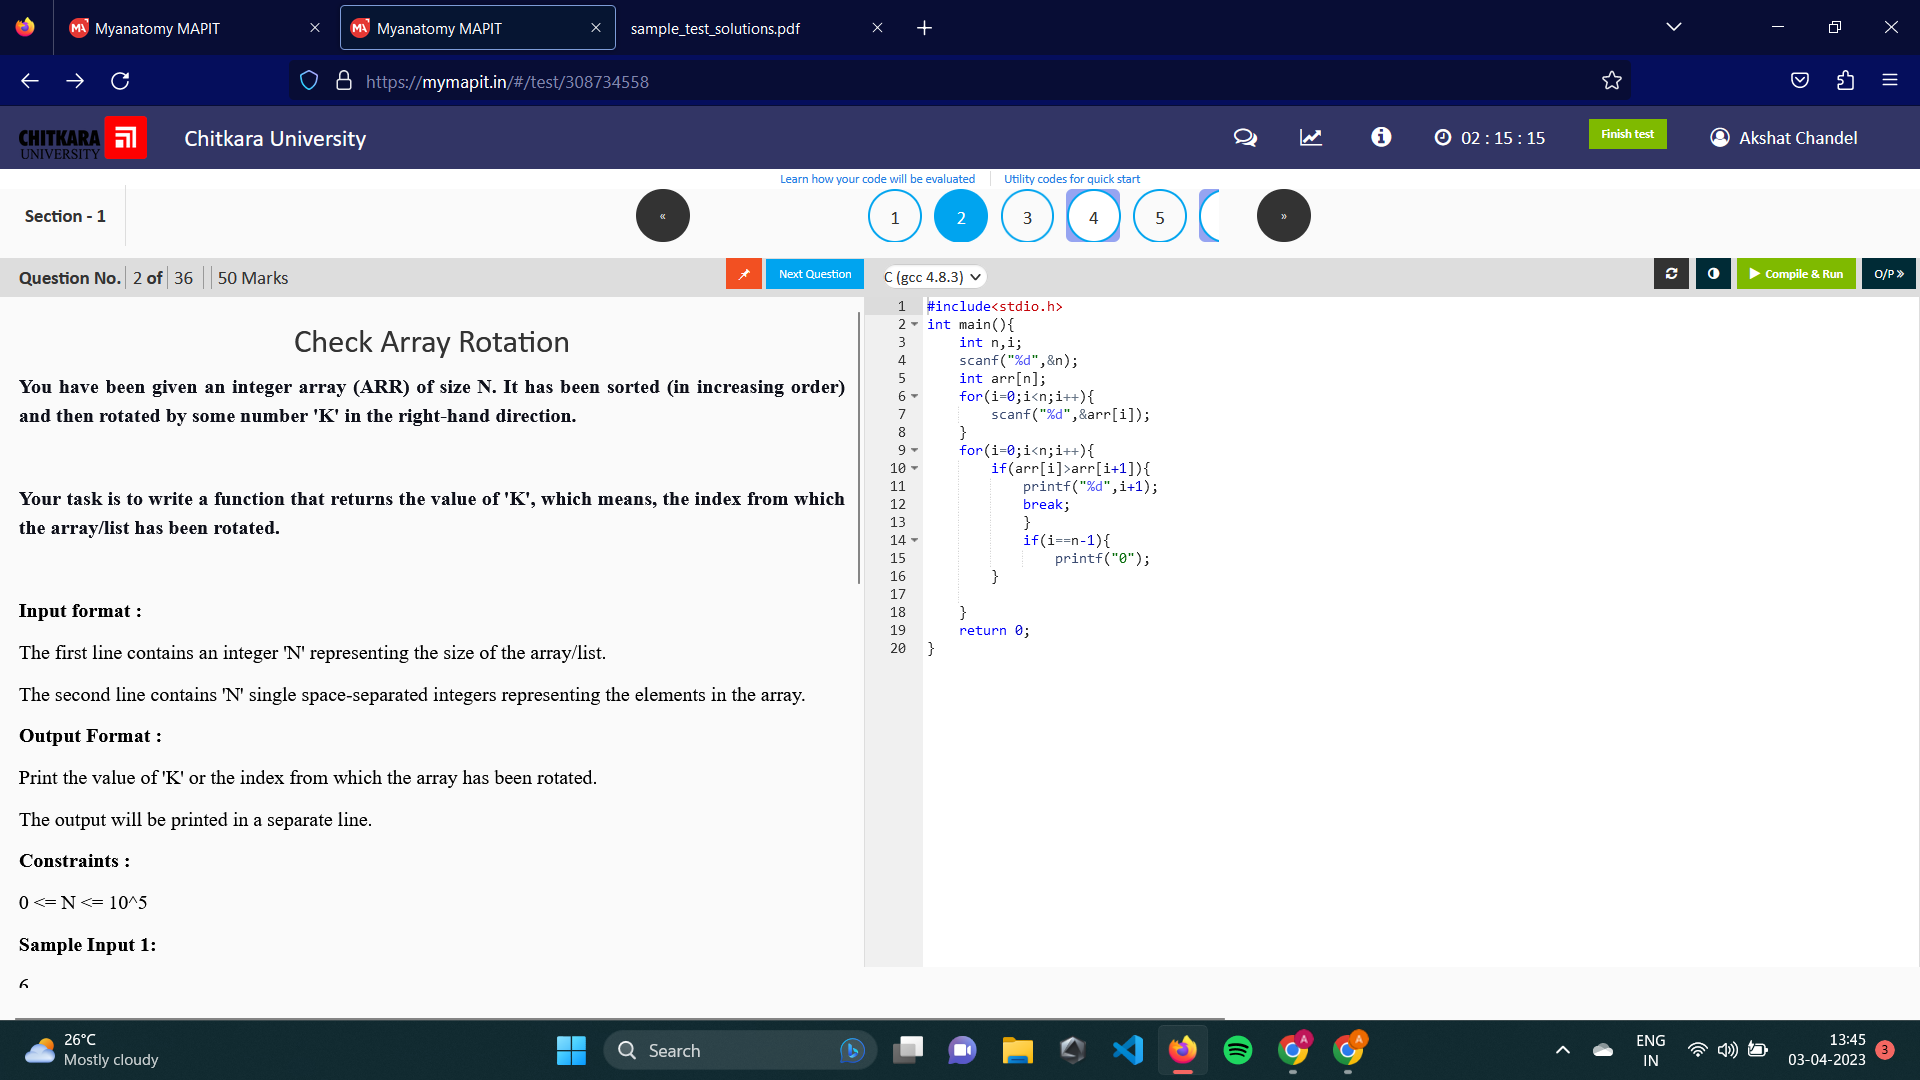 Myanatomy MAPIT
Myanatomy MAPIT
sample_test_solutions.pdf
https://mymapit.in/#/test/308734558
CHITKARA
UNIVERSITY
Chitkara University
02 : 15 : 15
Finish test
Akshat Chandel
Learn how your code will be evaluated
Utility codes for quick start
Section - 1
«
1
2
3
4
5
»
Question No. 2 of 36 50 Marks
Next Question
C (gcc 4.8.3)
Compile & Run
O/P »
Check Array Rotation
You have been given an integer array (ARR) of size N. It has been sorted (in increasing order)
and then rotated by some number 'K' in the right-hand direction.
Your task is to write a function that returns the value of 'K', which means, the index from which
the array/list has been rotated.
Input format :
The first line contains an integer 'N' representing the size of the array/list.
The second line contains 'N' single space-separated integers representing the elements in the array.
Output Format :
Print the value of 'K' or the index from which the array has been rotated.
The output will be printed in a separate line.
Constraints :
0 <= N <= 10^5
Sample Input 1:
6
1 #include<stdio.h>
2 int main(){
3 int n,i;
4 scanf("%d",&n);
5 int arr[n];
6 for(i=0;i<n;i++){
7 scanf("%d",&arr[i]);
8 }
9 for(i=0;i<n;i++){
10 if(arr[i]>arr[i+1]){
11 printf("%d",i+1);
12 break;
13 }
14 if(i==n-1){
15 printf("0");
16 }
17
18 }
19 return 0;
20 }
26°C
Mostly cloudy
Search
A
A
ENG
IN
13:45
03-04-2023
3